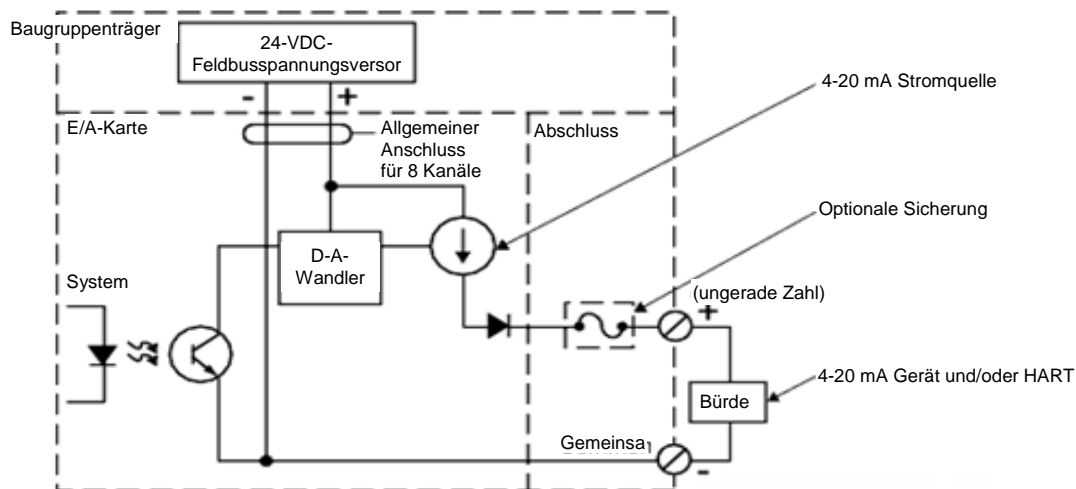 Baugruppenträger
24-VDC-
Feldbusspannungsversor
- +
4-20 mA Stromquelle
E/A-Karte
Allgemeiner
Anschluss
für 8 Kanäle
Abschluss
Optionale Sicherung
D-A-
Wandler
System
(ungerade Zahl)
+
4-20 mA Gerät und/oder HART
Bürde
Gemeinsa
-